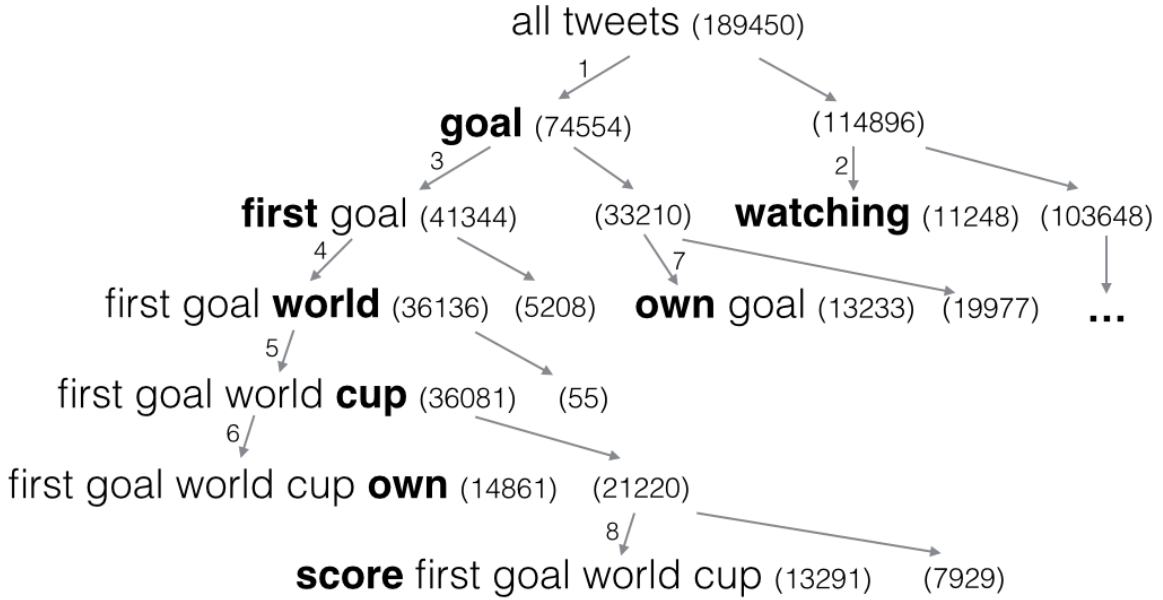 all tweets (189450)
1
goal (74554) (114896)
3 2
first goal (41344) (33210) watching (11248) (103648)
4 7
first goal world (36136) (5208) own goal (13233) (19977) ...
5
first goal world cup (36081) (55)
6
first goal world cup own (14861) (21220)
8
score first goal world cup (13291) (7929)